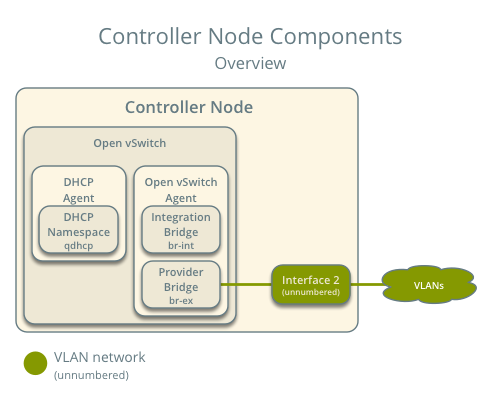 Controller Node Components
Overview
Controller Node
Open vSwitch
DHCP
Agent
DHCP
Namespace
qdhcp
Open vSwitch
Agent
Integration
Bridge
br-int
Provider
Bridge
br-ex
Interface 2
(unnumbered)
VLANs
VLAN network
(unnumbered)